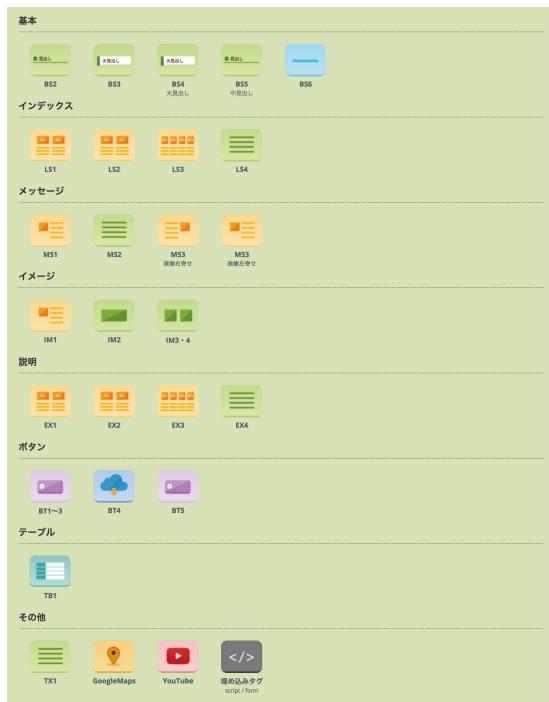 基本
見出し
大見出し
大見出し
見出し
BS2
BS3
BS4
BS5
BS6
大見出し
中見出し
インデックス
LS1
LS2
LS3
LS4
メッセージ
MS1
MS2
MS3
MS3
画像右寄せ
画像左寄せ
イメージ
IM1
IM2
IM3・4
説明
EX1
EX2
EX3
EX4
ボタン
BT1〜3
BT4
BT5
テーブル
TB1
その他
</>
TX1
GoogleMaps
YouTube
埋め込みタグ
script / form